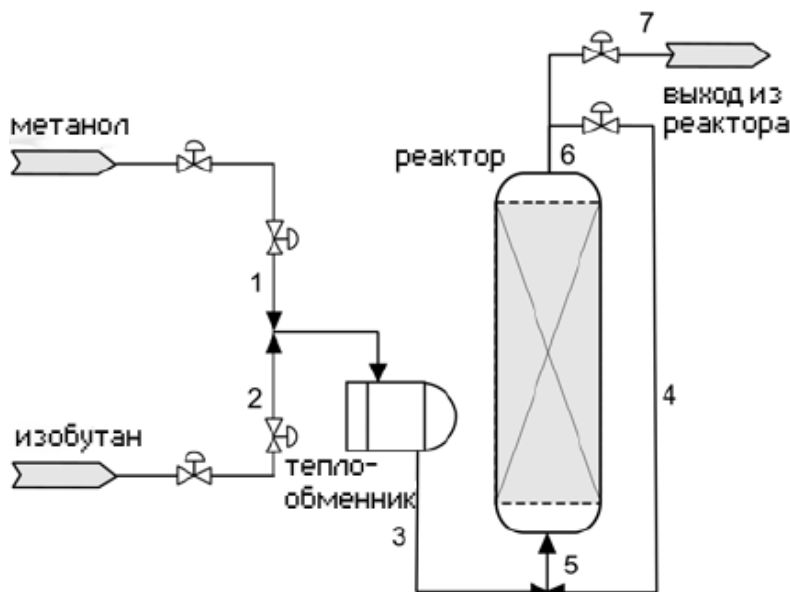 7
выход из
реактора
метанол
реактор
6
1
2
4
изобутан
тепло-
обменник
3
5